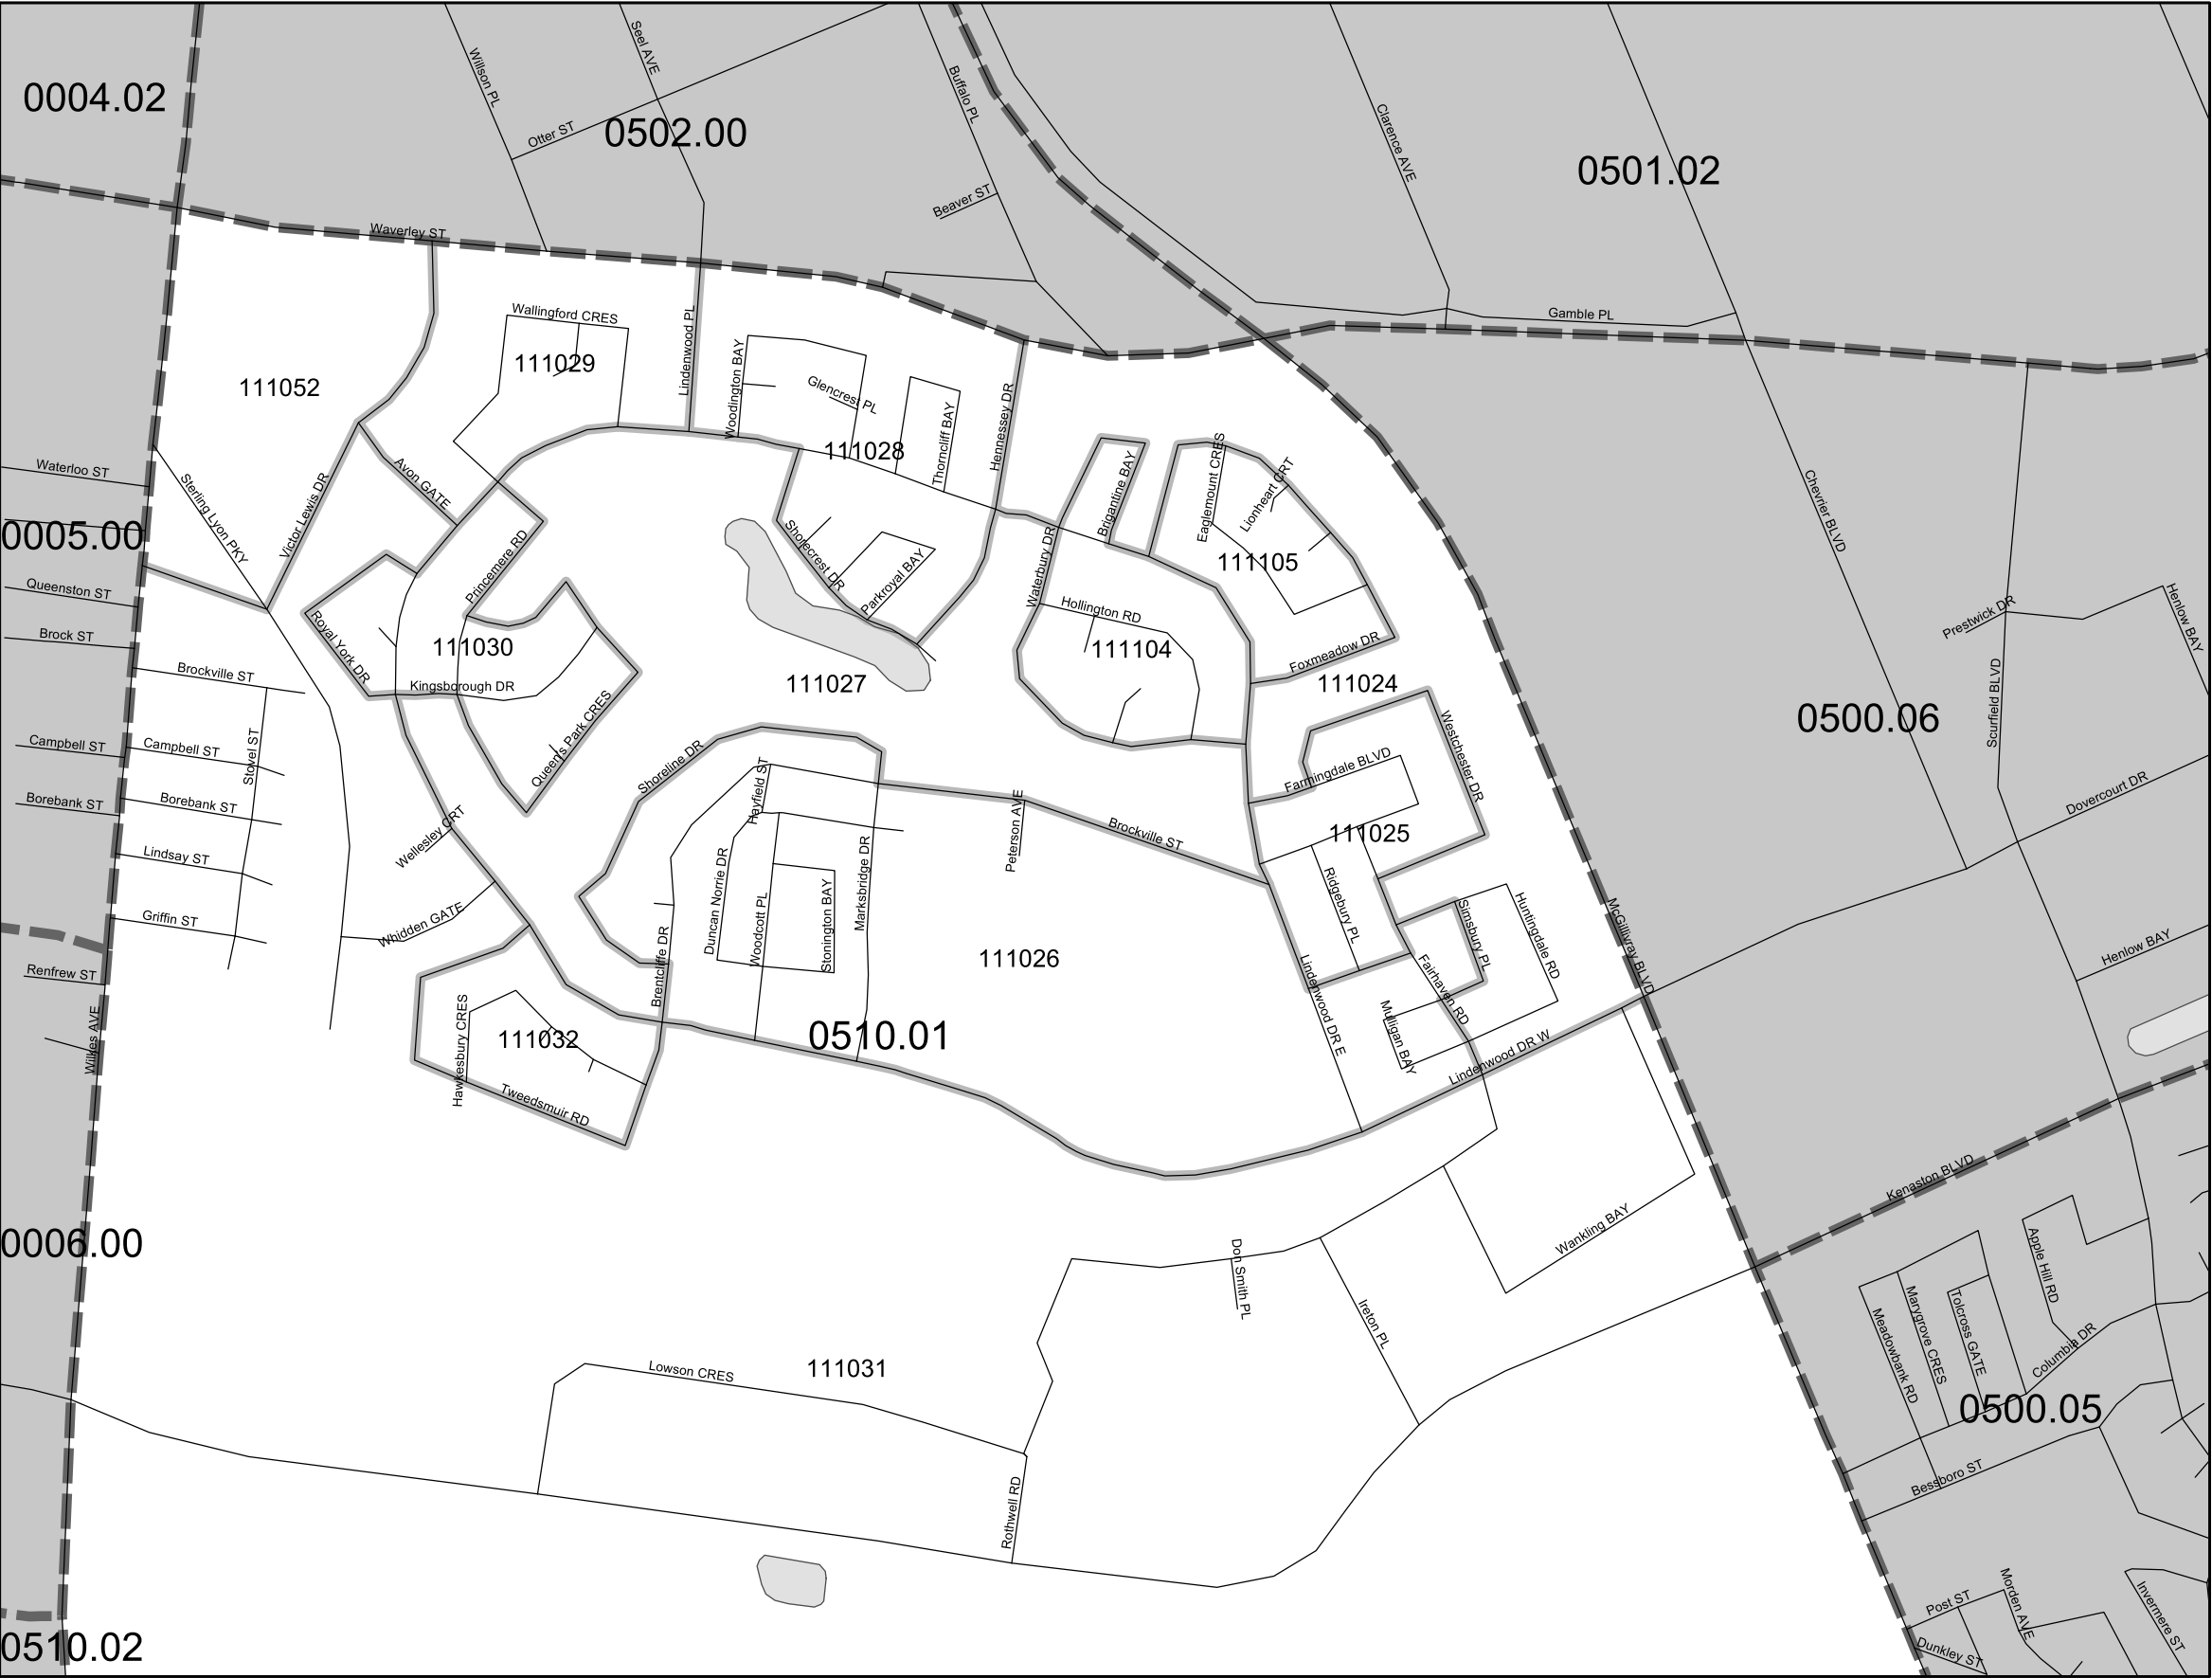 0004.02
Willson PL
Seel AVE
Otter ST
0502.00
Buffalo PL
Beaver ST
Clarence AVE
0501.02
Waverley ST
Gamble PL
Wallingford CRES
111029
Lindenwood PL
Woodington BAY
Glencrest PL
111028
Thorncliff BAY
Hennessey DR
111052
Waterloo ST
Sterling Lyon PKY
Victor Lewis DR
Avon GATE
0005.00
Queenston ST
Brock ST
Princemere RD
Shorecrest DR
Parkroyal BAY
Waterbury DR
Brigantine BAY
Eaglemount CRES
Lionheart CRT
111105
Chevrier BLVD
Hollington RD
111104
Foxmeadow DR
111024
Prestwick DR
Henlow BAY
Scurfield BLVD
0500.06
Royal York DR
111030
Kingsborough DR
Queens Park CRES
111027
Brockville ST
Campbell ST
Campbell ST
Stovel ST
Borebank ST
Borebank ST
Lindsay ST
Griffin ST
Renfrew ST
Wilkes AVE
Wellesley CRT
Whidden GATE
Shoreline DR
Hayfield ST
Duncan Norrie DR
Woodcott PL
Stonington BAY
Marksbridge DR
Brentcliffe DR
Peterson AVE
Brockville ST
Farmingdale BLVD
Westchester DR
111025
Ridgebury PL
Simsbury PL
Huntingdale RD
Fairhaven RD
Mulligan BAY
Lindenwood DR E
Lindenwood DR W
McGillivray BLVD
Dovercourt DR
Henlow BAY
111026
0510.01
Hawkesbury CRES
111032
Tweedsmuir RD
Kenaston BLVD
0006.00
Wankling BAY
Don Smith PL
Ireton PL
Lowson CRES
111031
Rothwell RD
Meadowbank RD
Marygrove CRES
Tolcross GATE
Apple Hill RD
Columbia DR
0500.05
Bessboro ST
Post ST
Dunkley ST
Morden AVE
Invermere ST
0510.02